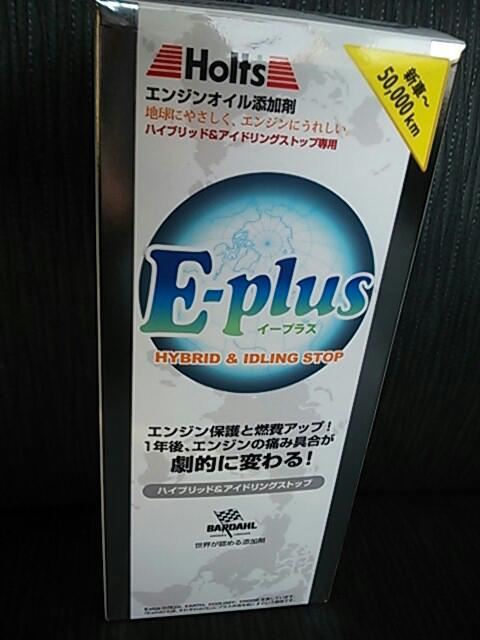 Holts
新車〜
50,000km
エンジンオイル添加剤
地球にやさしく、エンジンにうれしい
ハイブリッド&アイドリングストップ専用
E-plus
イープラス
HYBRID & IDLING STOP
エンジン保護と燃費アップ!
1年後、エンジンの痛み具合が
劇的に変わる!
ハイブリッド&アイドリングストップ
BARDAHL
世界が認める添加剤